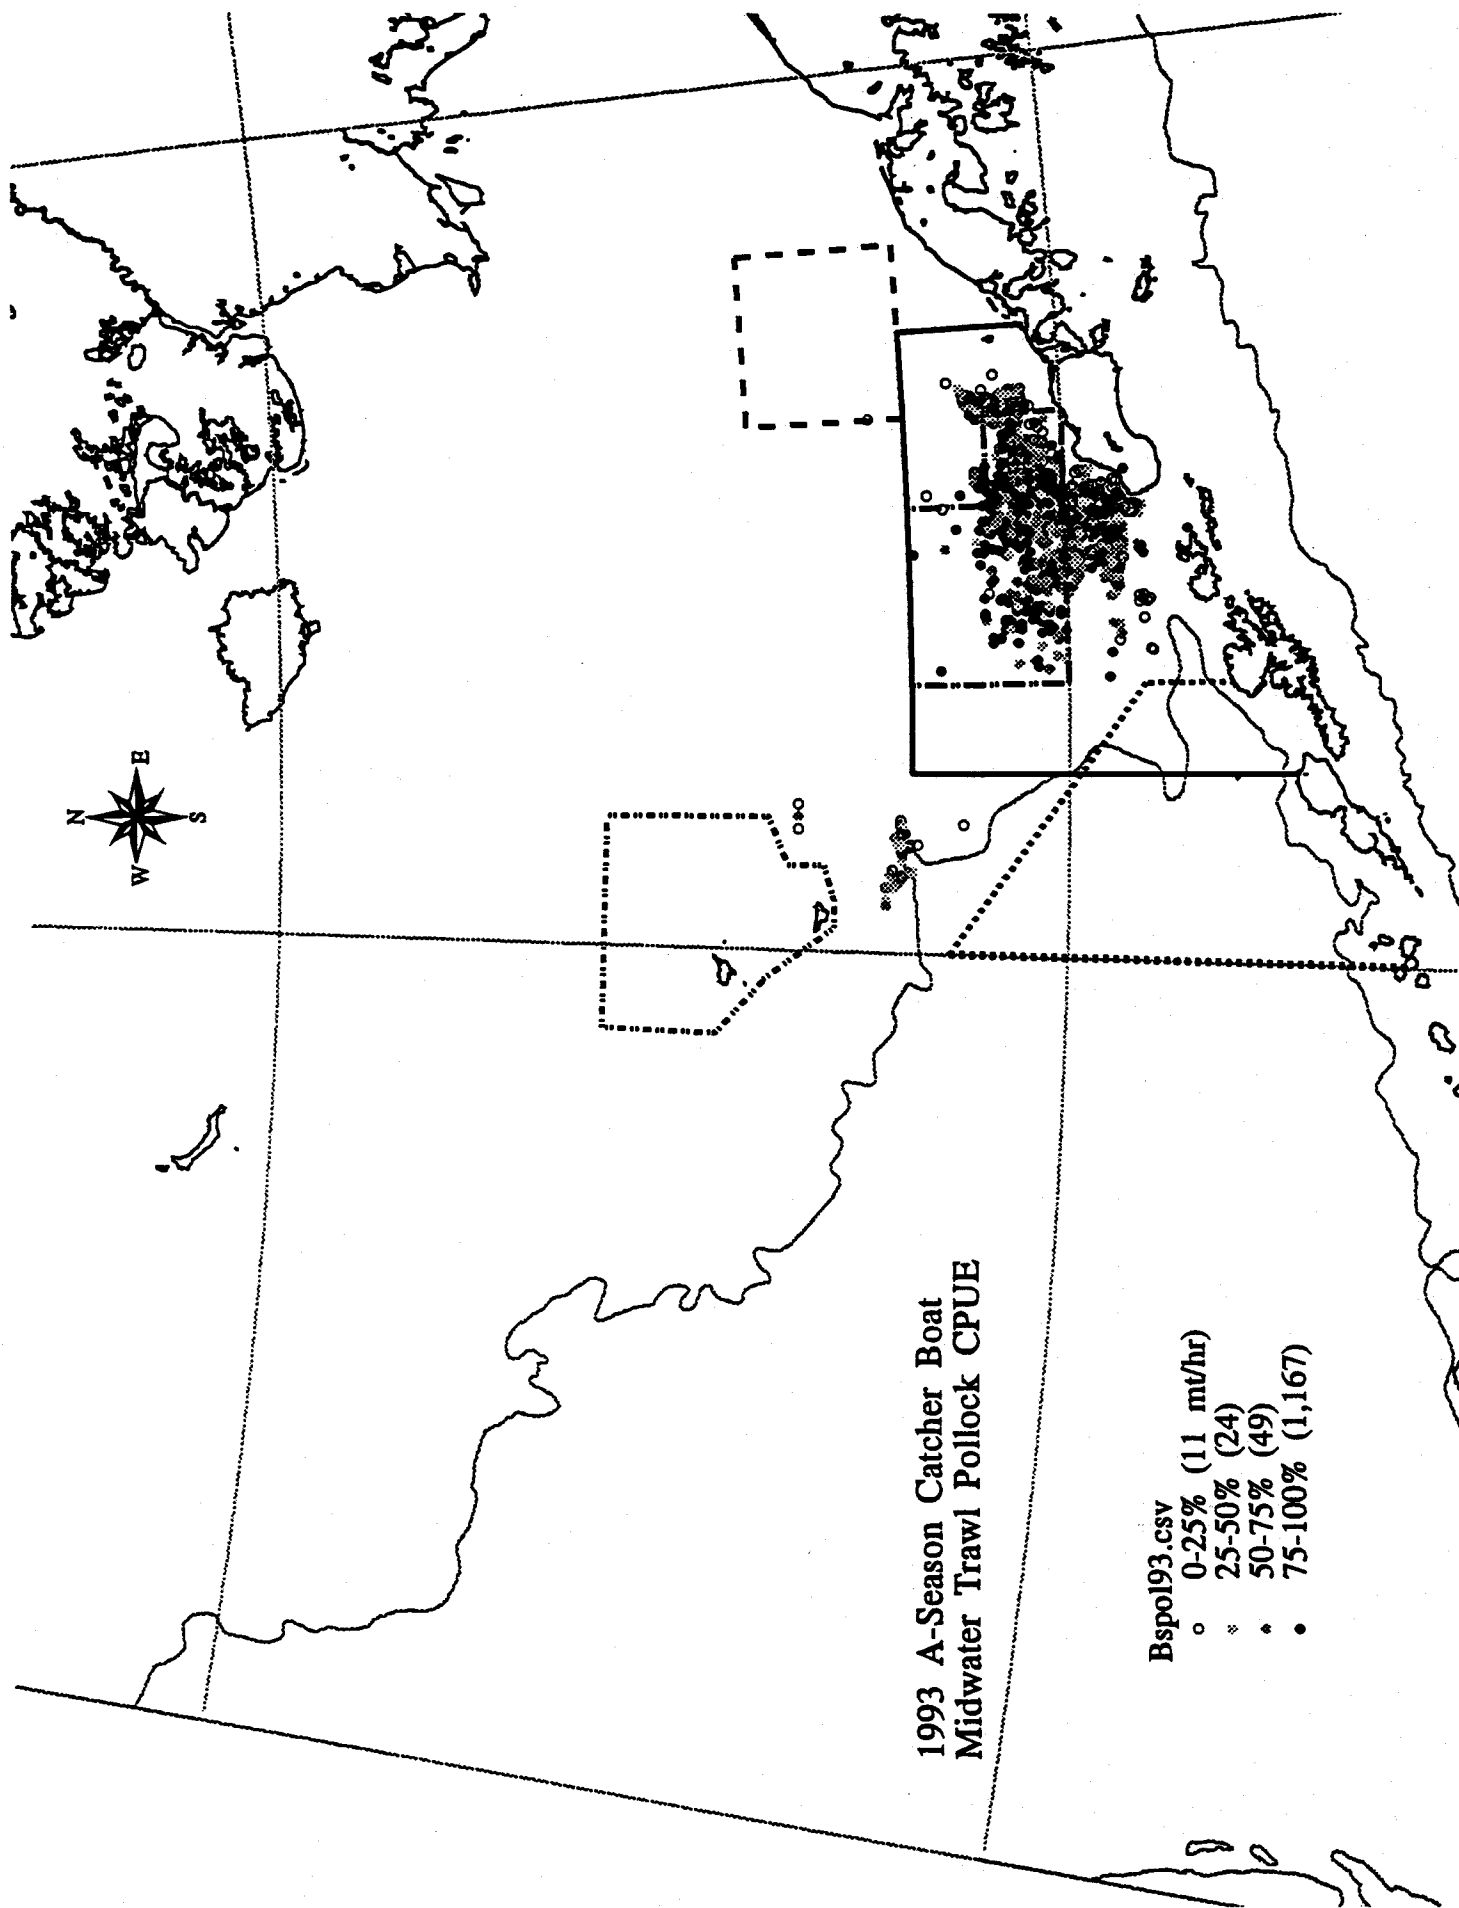 N
W
E
S
1993 A-Season Catcher Boat
Midwater Trawl Pollock CPUE
Bspol93.csv
0-25% (11 mt/hr)
25-50% (24)
50-75% (49)
75-100% (1,167)